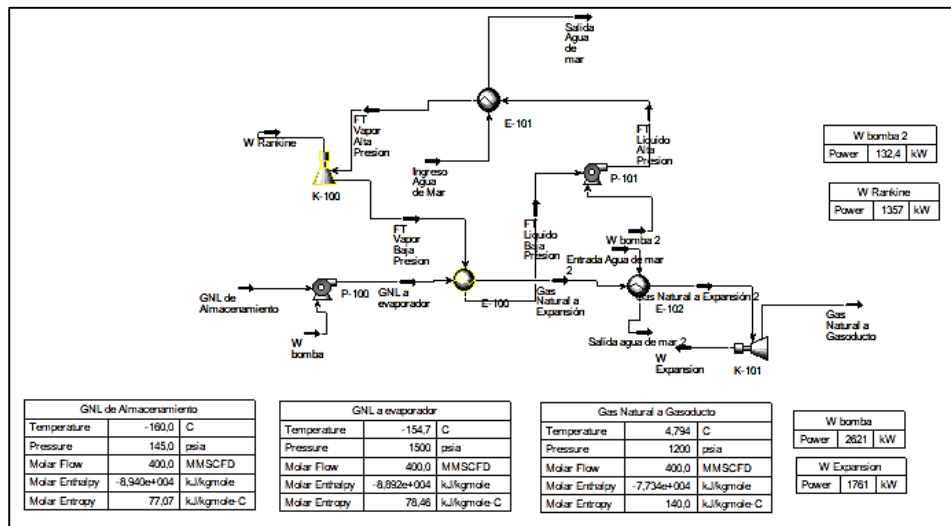 Salida
Agua
de
mar
E-101
W Rankine
FT
Vapor
Alta
Presion
Ingreso
Agua
de Mar
FT
Liquido
Alta
Presion
P-101
K-100
FT
Vapor
Baja
Presion
FT
Liquido
Baja
Presion
2
W bomba 2
Entrada Agua de mar
GNL de
Almacenamiento
P-100
GNL a
evaporador
E-100
Gas
Natural a
Expansión
Gas Natural a Expansión 2
E-102
W
bomba
Salida agua de mar 2
W
Expansion
K-101
Gas
Natural a
Gasoducto
W bomba 2
Power 132,4 kW
W Rankine
Power 1357 kW
GNL de Almacenamiento
Temperature -160,0 C
Pressure 145,0 psia
Molar Flow 400,0 MMSCFD
Molar Enthalpy -8,940e+004 kJ/kgmole
Molar Entropy 77,07 kJ/kgmole-C
GNL a evaporador
Temperature -154,7 C
Pressure 1500 psia
Molar Flow 400,0 MMSCFD
Molar Enthalpy -8,892e+004 kJ/kgmole
Molar Entropy 78,46 kJ/kgmole-C
Gas Natural a Gasoducto
Temperature 4,794 C
Pressure 1200 psia
Molar Flow 400,0 MMSCFD
Molar Enthalpy -7,734e+004 kJ/kgmole
Molar Entropy 140,0 kJ/kgmole-C
W bomba
Power 2621 kW
W Expansion
Power 1761 kW